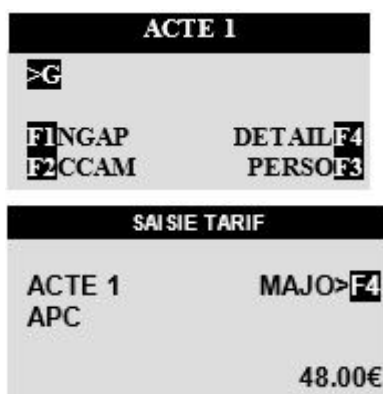 ACTE 1
>G
F1NGAP DETAILF4
F2CCAM PERSOF3
SAISIE TARIF
ACTE 1 MAJO>F4
APC
48.00€